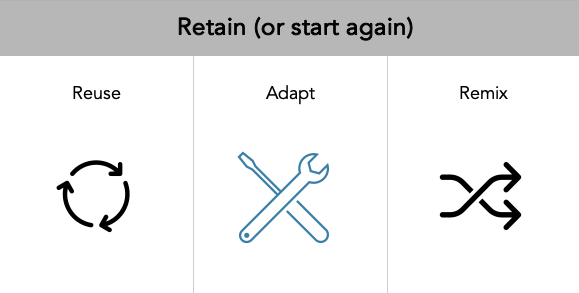 Retain (or start again)
Reuse
Adapt
Remix